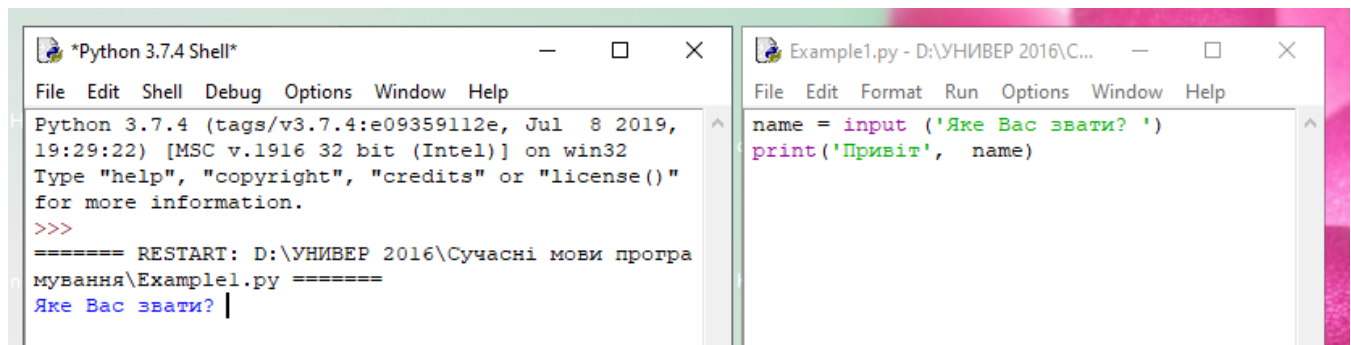 *Python 3.7.4 Shell*
File Edit Shell Debug Options Window Help
Python 3.7.4 (tags/v3.7.4:e09359112e, Jul  8 2019,
19:29:22) [MSC v.1916 32 bit (Intel)] on win32
Type "help", "copyright", "credits" or "license()"
for more information.
>>>
======= RESTART: D:\УНИВЕР 2016\Сучасні мови програ
мування\Example1.py =======
Яке Вас звати?
Example1.py - D:\УНИВЕР 2016\С...
File Edit Format Run Options Window Help
name = input ('Яке Вас звати? ')
print('Привіт',  name)